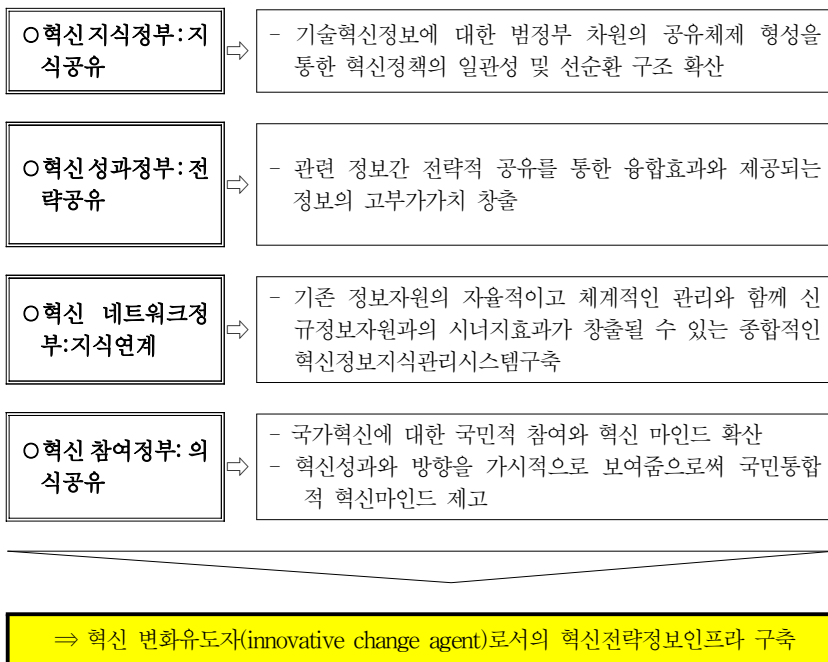 ○혁신 지식정부: 지
식공유
⇨
- 기술혁신정보에 대한 범정부 차원의 공유체제 형성을
통한 혁신정책의 일관성 및 선순환 구조 확산
○혁신 성과정부: 전
략공유
⇨
- 관련 정보간 전략적 공유를 통한 융합효과와 제공되는
정보의 고부가가치 창출
○혁신 네트워크정
부:지식연계
⇨
- 기존 정보자원의 자율적이고 체계적인 관리와 함께 신
규정보자원과의 시너지효과가 창출될 수 있는 종합적인
혁신정보지식관리시스템구축
○혁신 참여정부: 의
식공유
⇨
- 국가혁신에 대한 국민적 참여와 혁신 마인드 확산
- 혁신성과와 방향을 가시적으로 보여줌으로써 국민통합
적 혁신마인드 제고
⇒ 혁신 변화유도자(innovative change agent)로서의 혁신전략정보인프라 구축